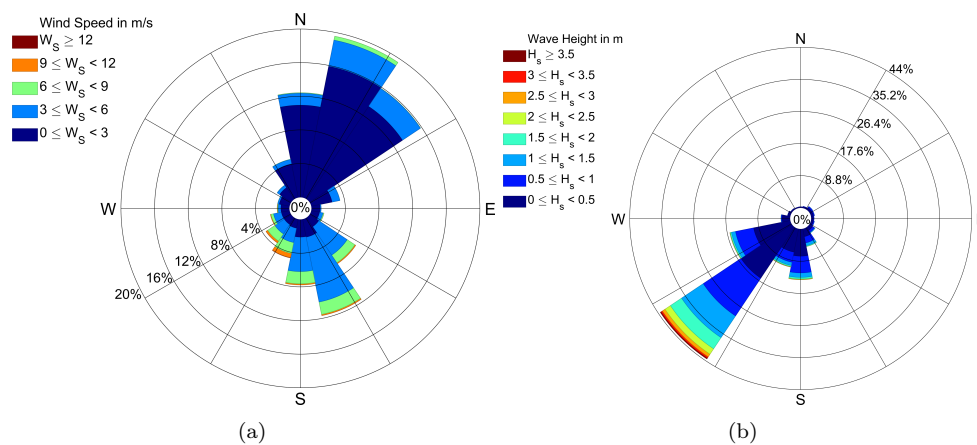 Wind Speed in m/s
W_S ≥ 12
9 ≤ W_S < 12
6 ≤ W_S < 9
3 ≤ W_S < 6
0 ≤ W_S < 3
N
W
E
S
0%
4%
8%
12%
16%
20%
(a)
Wave Height in m
H_s ≥ 3.5
3 ≤ H_s < 3.5
2.5 ≤ H_s < 3
2 ≤ H_s < 2.5
1.5 ≤ H_s < 2
1 ≤ H_s < 1.5
0.5 ≤ H_s < 1
0 ≤ H_s < 0.5
N
44%
35.2%
26.4%
17.6%
8.8%
W
0%
E
S
(b)